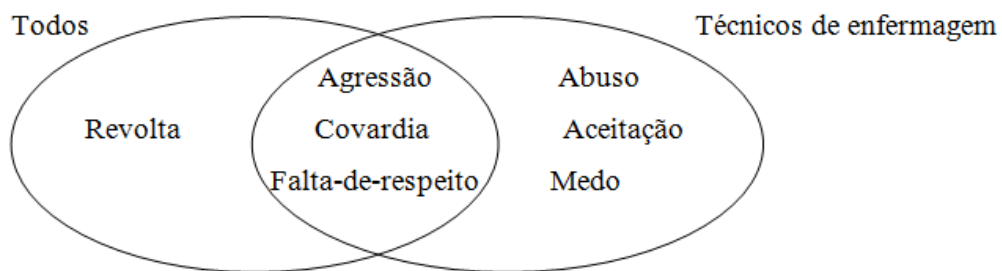 Todos
Técnicos de enfermagem
Agressão
Abuso
Revolta
Covardia
Aceitação
Falta-de-respeito
Medo